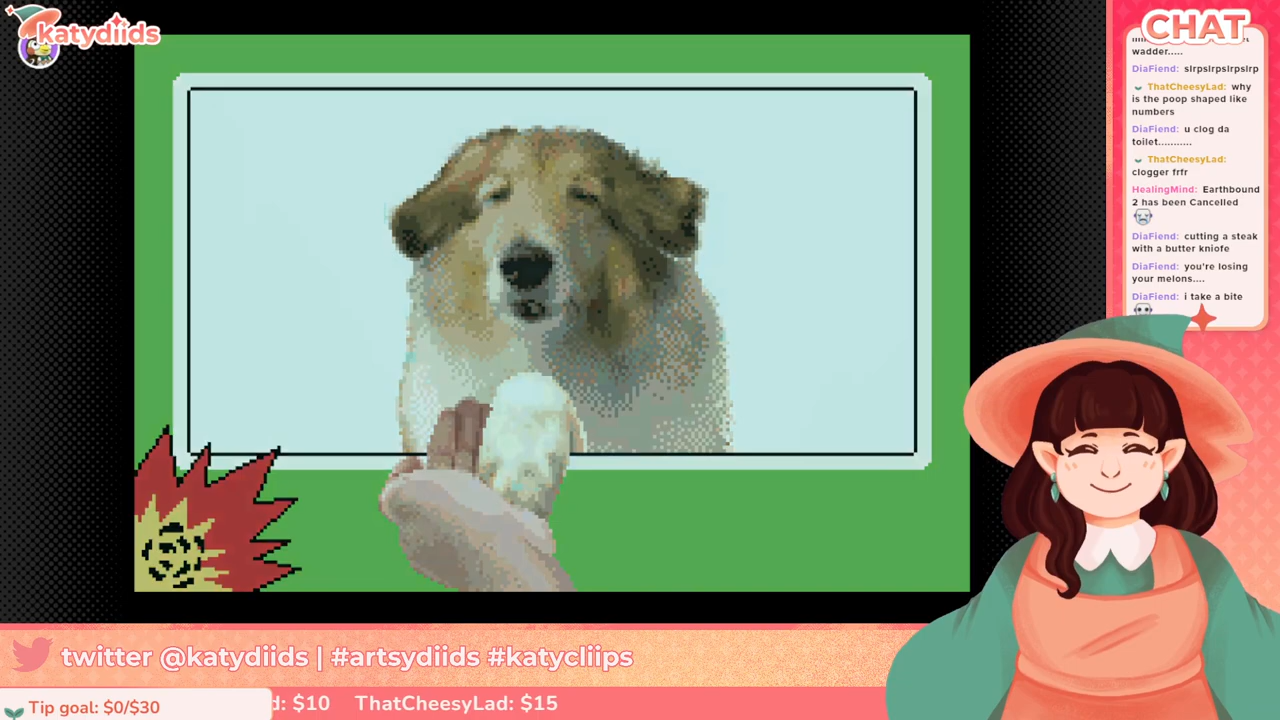 katydiids
CHAT
wadder.....
DiaFiend: slrpslrpslrpslrp
ThatCheesyLad: why
is the poop shaped like
numbers
DiaFiend: u clog da
toilet...........
ThatCheesyLad:
clogger frfr
HealingMind: Earthbound
2 has been Cancelled
DiaFiend: cutting a steak
with a butter kniofe
DiaFiend: you're losing
your melons....
DiaFiend: i take a bite
twitter @katydiids | #artsydiids #katycliips
Tip goal: $0/$30
d: $10 ThatCheesyLad: $15